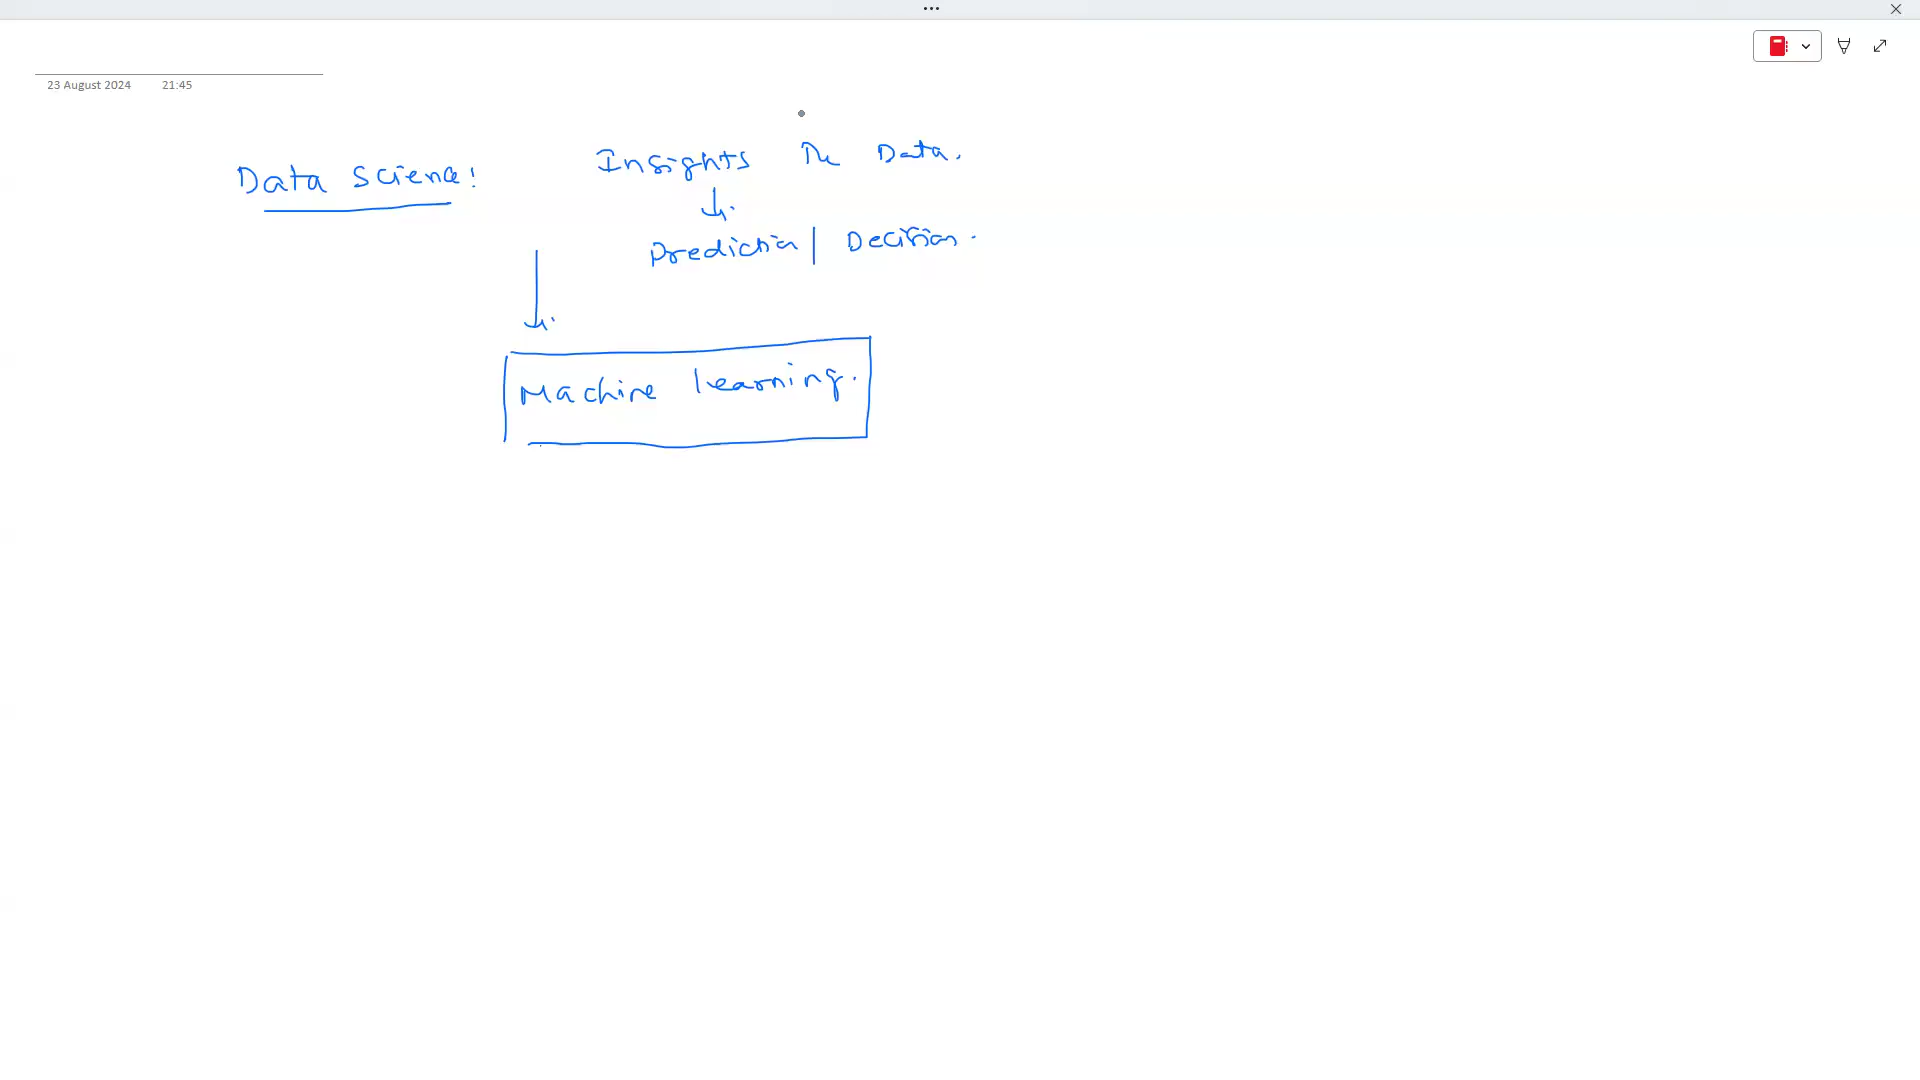 23 August 2024 21:45
Data Science!
Insights The Data.
Prediction | Decision.
Machine learning.